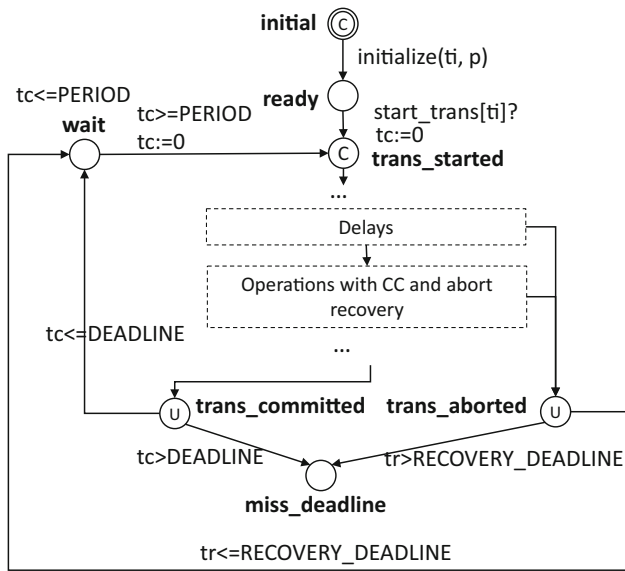 initial
C
initialize(ti, p)
tc<=PERIOD
wait
tc>=PERIOD
tc:=0
ready
start_trans[ti]?
tc:=0
C
trans_started
...
Delays
Operations with CC and abort
recovery
...
tc<=DEADLINE
U
trans_committed
trans_aborted
U
tc>DEADLINE
tr>RECOVERY_DEADLINE
miss_deadline
tr<=RECOVERY_DEADLINE